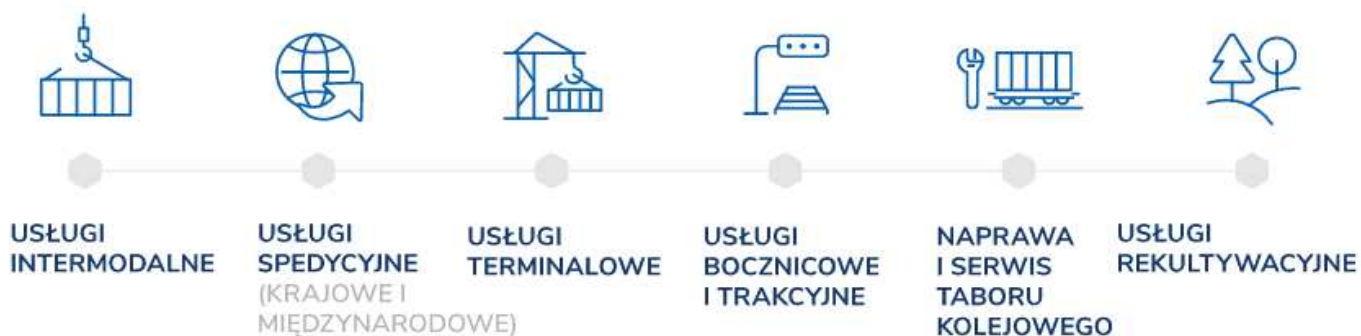 USŁUGI
INTERMODALNE
USŁUGI
SPEDYCYJNE
(KRAJOWE I
MIĘDZYNARODOWE)
USŁUGI
TERMINALOWE
USŁUGI
BOCZNICOWE
I TRAKCYJNE
NAPRAWA
I SERWIS
TABORU
KOLEJOWEGO
USŁUGI
REKULTYWACYJNE